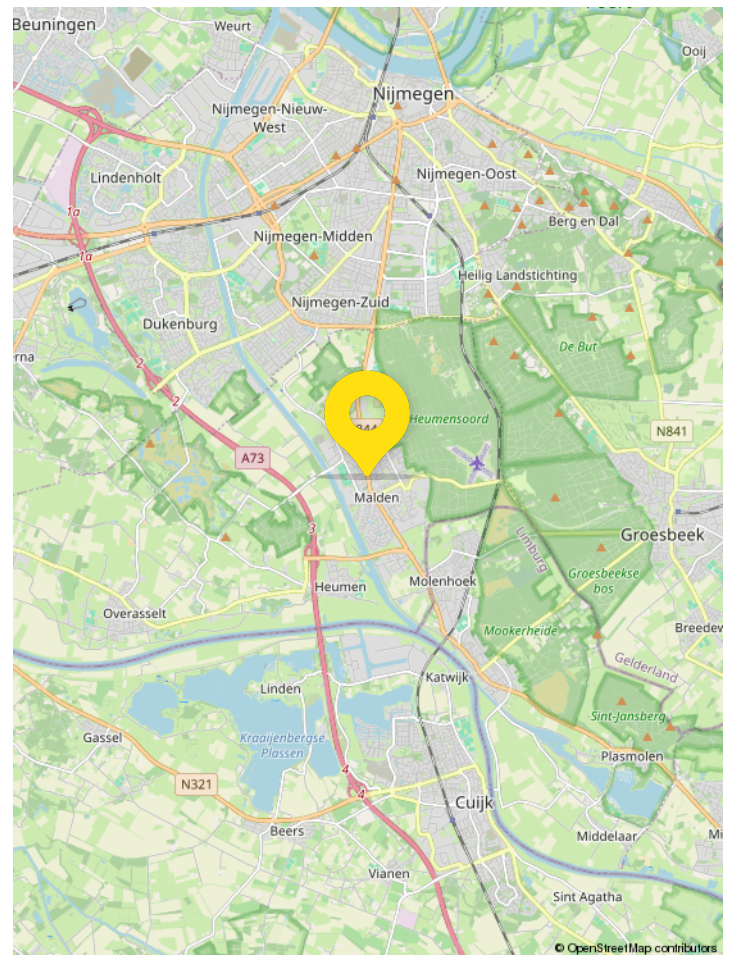 Beuningen
Weurt
Ooij
Nijmegen
Nijmegen-Nieuw-
West
Nijmegen-Oost
Lindenholt
1a
Berg en Dal
Nijmegen-Midden
1a
Heilig Landstichting
Nijmegen-Zuid
Dukenburg
De But
erna
2
2
Heumensoord
N841
A73
Malden
3
Limburg
Groesbeek
Groesbeekse
bos
Heumen
Molenhoek
Overasselt
Mookerheide
Breedew
Gelderland
Katwijk
Linden
Sint-Jansberg
Gassel
Kraaijenbergse
Plassen
Plasmolen
4
N321
4
Cuijk
Beers
Middelaar
Mi
Vianen
Sint Agatha
© OpenStreetMap contributors